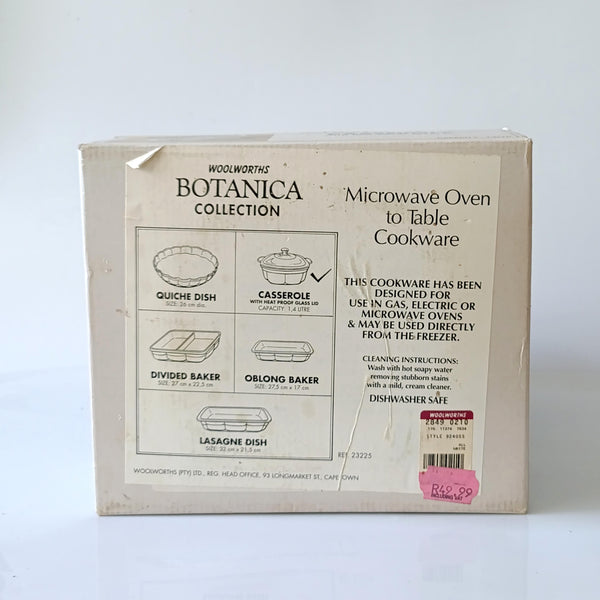 WOOLWORTHS
BOTANICA
COLLECTION
QUICHE DISH
SIZE: 26 cm dia.
CASSEROLE
WITH HEAT PROOF GLASS LID
CAPACITY: 1,4 LITRE
DIVIDED BAKER
SIZE: 27 cm x 22,5 cm
OBLONG BAKER
SIZE: 27,5 cm x 17 cm
LASAGNE DISH
SIZE: 32 cm x 21,5 cm
Microwave Oven
to Table
Cookware
THIS COOKWARE HAS BEEN
DESIGNED FOR
USE IN GAS, ELECTRIC OR
MICROWAVE OVENS
& MAY BE USED DIRECTLY
FROM THE FREEZER.
CLEANING INSTRUCTIONS:
Wash with hot soapy water
removing stubborn stains
with a mild, cream cleaner.
DISHWASHER SAFE
REF. 23225
WOOLWORTHS (PTY) LTD., REG. HEAD OFFICE, 93 LONGMARKET ST., CAPE TOWN
WOOLWORTHS
2849 0210
STYLE 924055
WHITE
R49.99
INCLUDING VAT